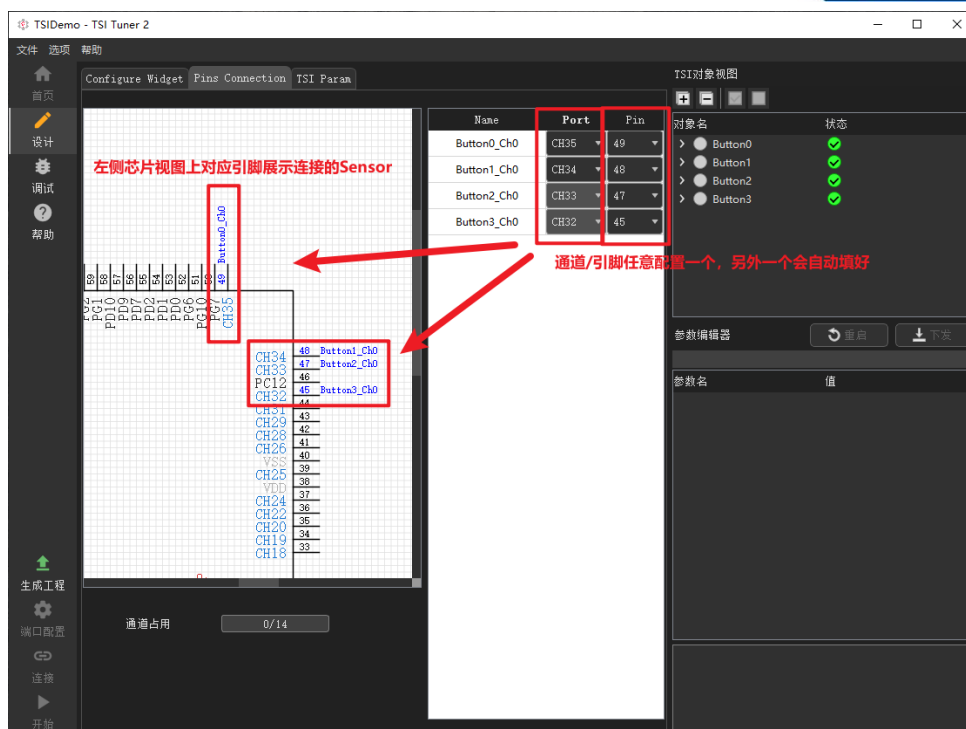 TSIDemo - TSI Tuner 2
文件 选项 帮助
首页
设计
调试
帮助
生成工程
端口配置
连接
开始
Configure Widget Pins Connection TSI Param
左侧芯片视图上对应引脚展示连接的Sensor
Button0_Ch0
59 58 57 56 55 54 53 52 51 50 49
PG2 PG1 PD10 PD9 PD7 PD2 PD1 PD0 PG6 PG10 PG7 CH35
CH34 48 Button1_Ch0
CH33 47 Button2_Ch0
PC12 46
CH32 45 Button3_Ch0
CH31 44
CH29 43
CH28 42
CH26 41
VSS 40
CH25 39
VDD 38
CH24 37
CH22 36
CH20 35
CH19 34
CH18 33
通道占用 0/14
Name Port Pin
Button0_Ch0 CH35 49
Button1_Ch0 CH34 48
Button2_Ch0 CH33 47
Button3_Ch0 CH32 45
通道/引脚任意配置一个，另外一个会自动填好
TSI对象视图
对象名 状态
Button0
Button1
Button2
Button3
参数编辑器 重启 下发
参数名 值